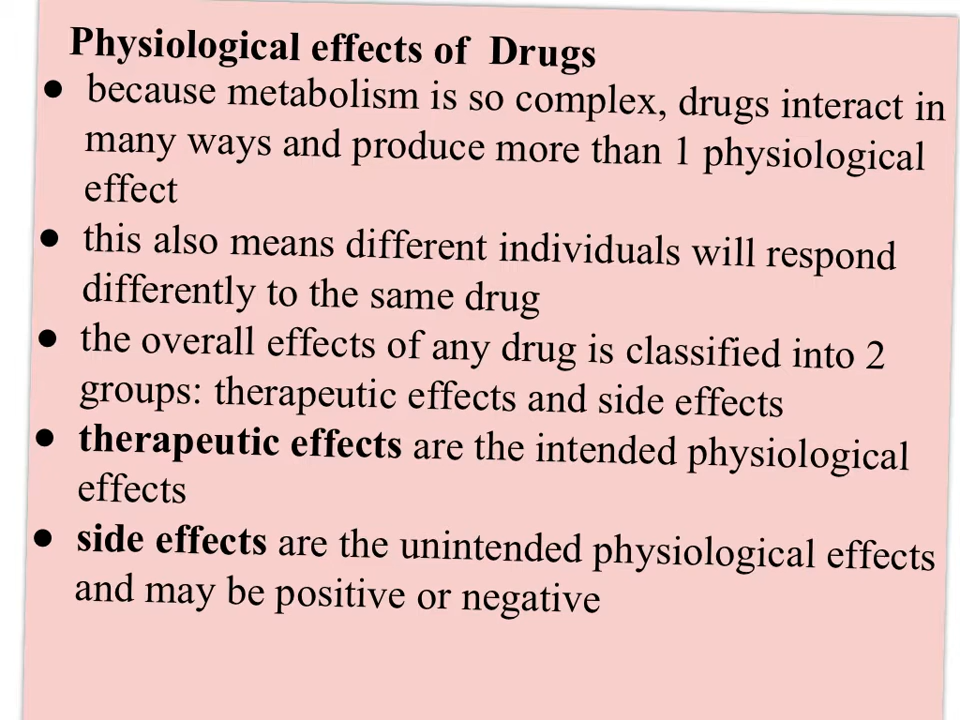 Physiological effects of  Drugs
● because metabolism is so complex, drugs interact in
many ways and produce more than 1 physiological
effect
● this also means different individuals will respond
differently to the same drug
● the overall effects of any drug is classified into 2
groups: therapeutic effects and side effects
● therapeutic effects are the intended physiological
effects
● side effects are the unintended physiological effects
and may be positive or negative